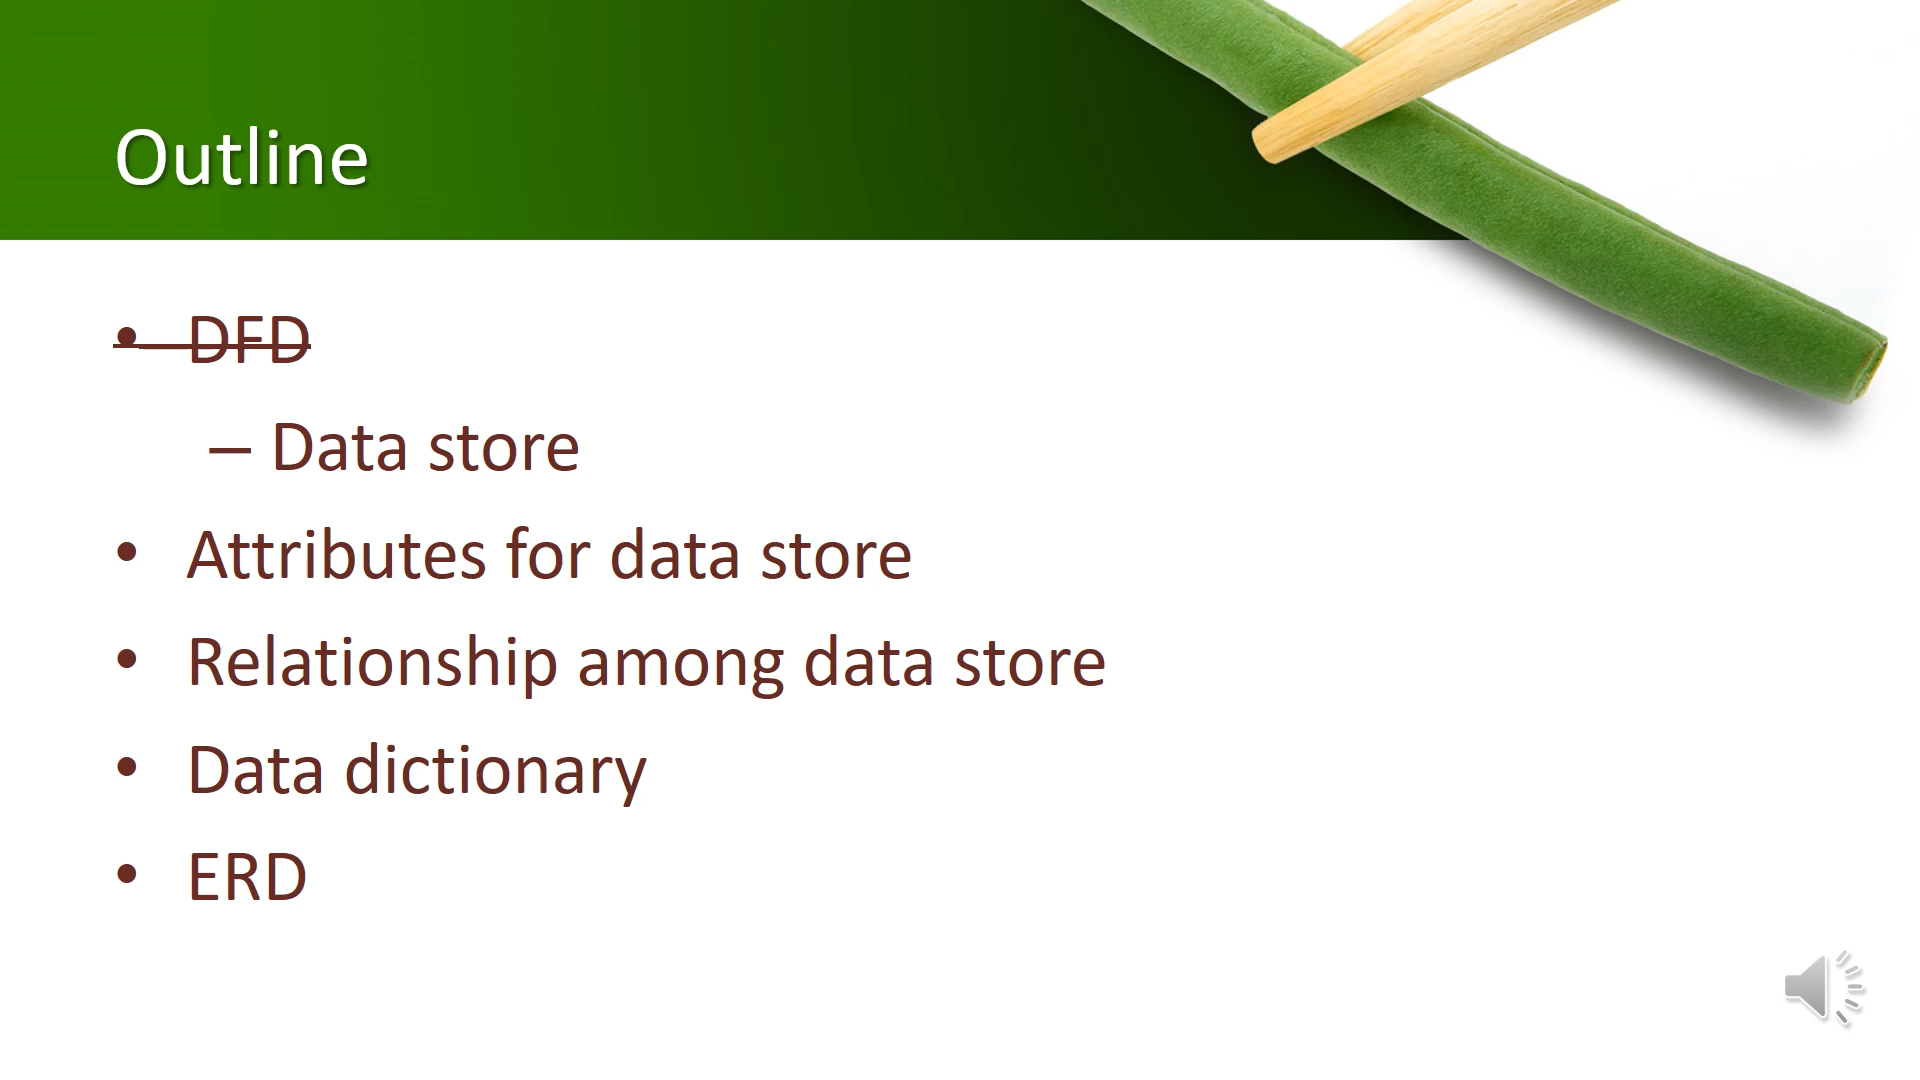 Outline
• DFD
– Data store
• Attributes for data store
• Relationship among data store
• Data dictionary
• ERD